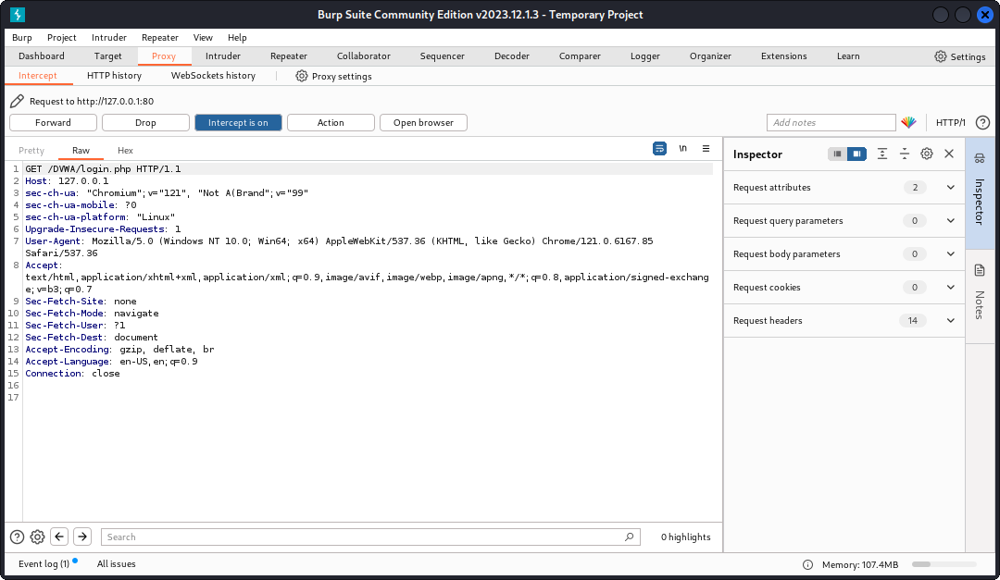 Burp Suite Community Edition v2023.12.1.3 - Temporary Project
Burp Project Intruder Repeater View Help
Dashboard Target Proxy Intruder Repeater Collaborator Sequencer Decoder Comparer Logger Organizer Extensions Learn Settings
Intercept HTTP history WebSockets history Proxy settings
Request to http://127.0.0.1:80
Forward Drop Intercept is on Action Open browser Add notes HTTP/1 ?
Pretty Raw Hex \n
Inspector
1 GET /DVWA/login.php HTTP/1.1
2 Host: 127.0.0.1
3 sec-ch-ua: "Chromium";v="121", "Not A(Brand";v="99"
4 sec-ch-ua-mobile: ?0
5 sec-ch-ua-platform: "Linux"
6 Upgrade-Insecure-Requests: 1
7 User-Agent: Mozilla/5.0 (Windows NT 10.0; Win64; x64) AppleWebKit/537.36 (KHTML, like Gecko) Chrome/121.0.6167.85
Safari/537.36
8 Accept:
text/html,application/xhtml+xml,application/xml;q=0.9,image/avif,image/webp,image/apng,*/*;q=0.8,application/signed-exchang
e;v=b3;q=0.7
9 Sec-Fetch-Site: none
10 Sec-Fetch-Mode: navigate
11 Sec-Fetch-User: ?1
12 Sec-Fetch-Dest: document
13 Accept-Encoding: gzip, deflate, br
14 Accept-Language: en-US,en;q=0.9
15 Connection: close
16
17
Request attributes 2
Request query parameters 0
Request body parameters 0
Request cookies 0
Request headers 14
Inspector
Notes
? Search 0 highlights
Event log (1) All issues Memory: 107.4MB